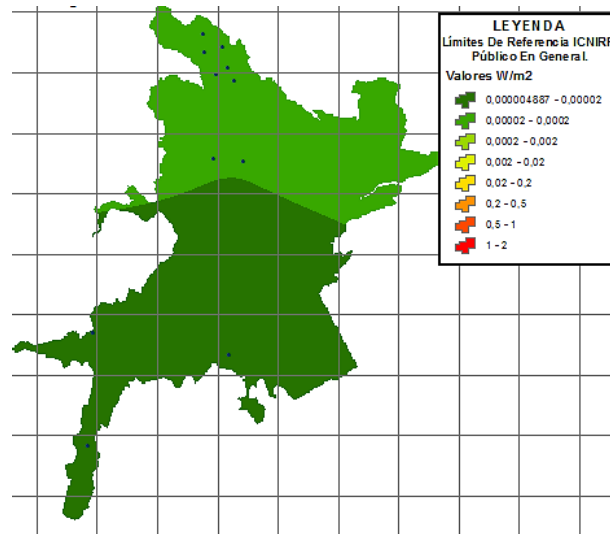 LEYENDA
Límites De Referencia ICNIRP
Público En General.
Valores W/m2
0,000004887 - 0,00002
0,00002 - 0,0002
0,0002 - 0,002
0,002 - 0,02
0,02 - 0,2
0,2 - 0,5
0,5 - 1
1 - 2